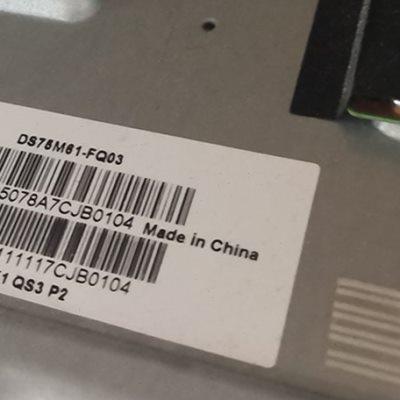 DS75M61-FQ03
5078A7CJB0104 Made in China
111117CJB0104
1 QS3 P2